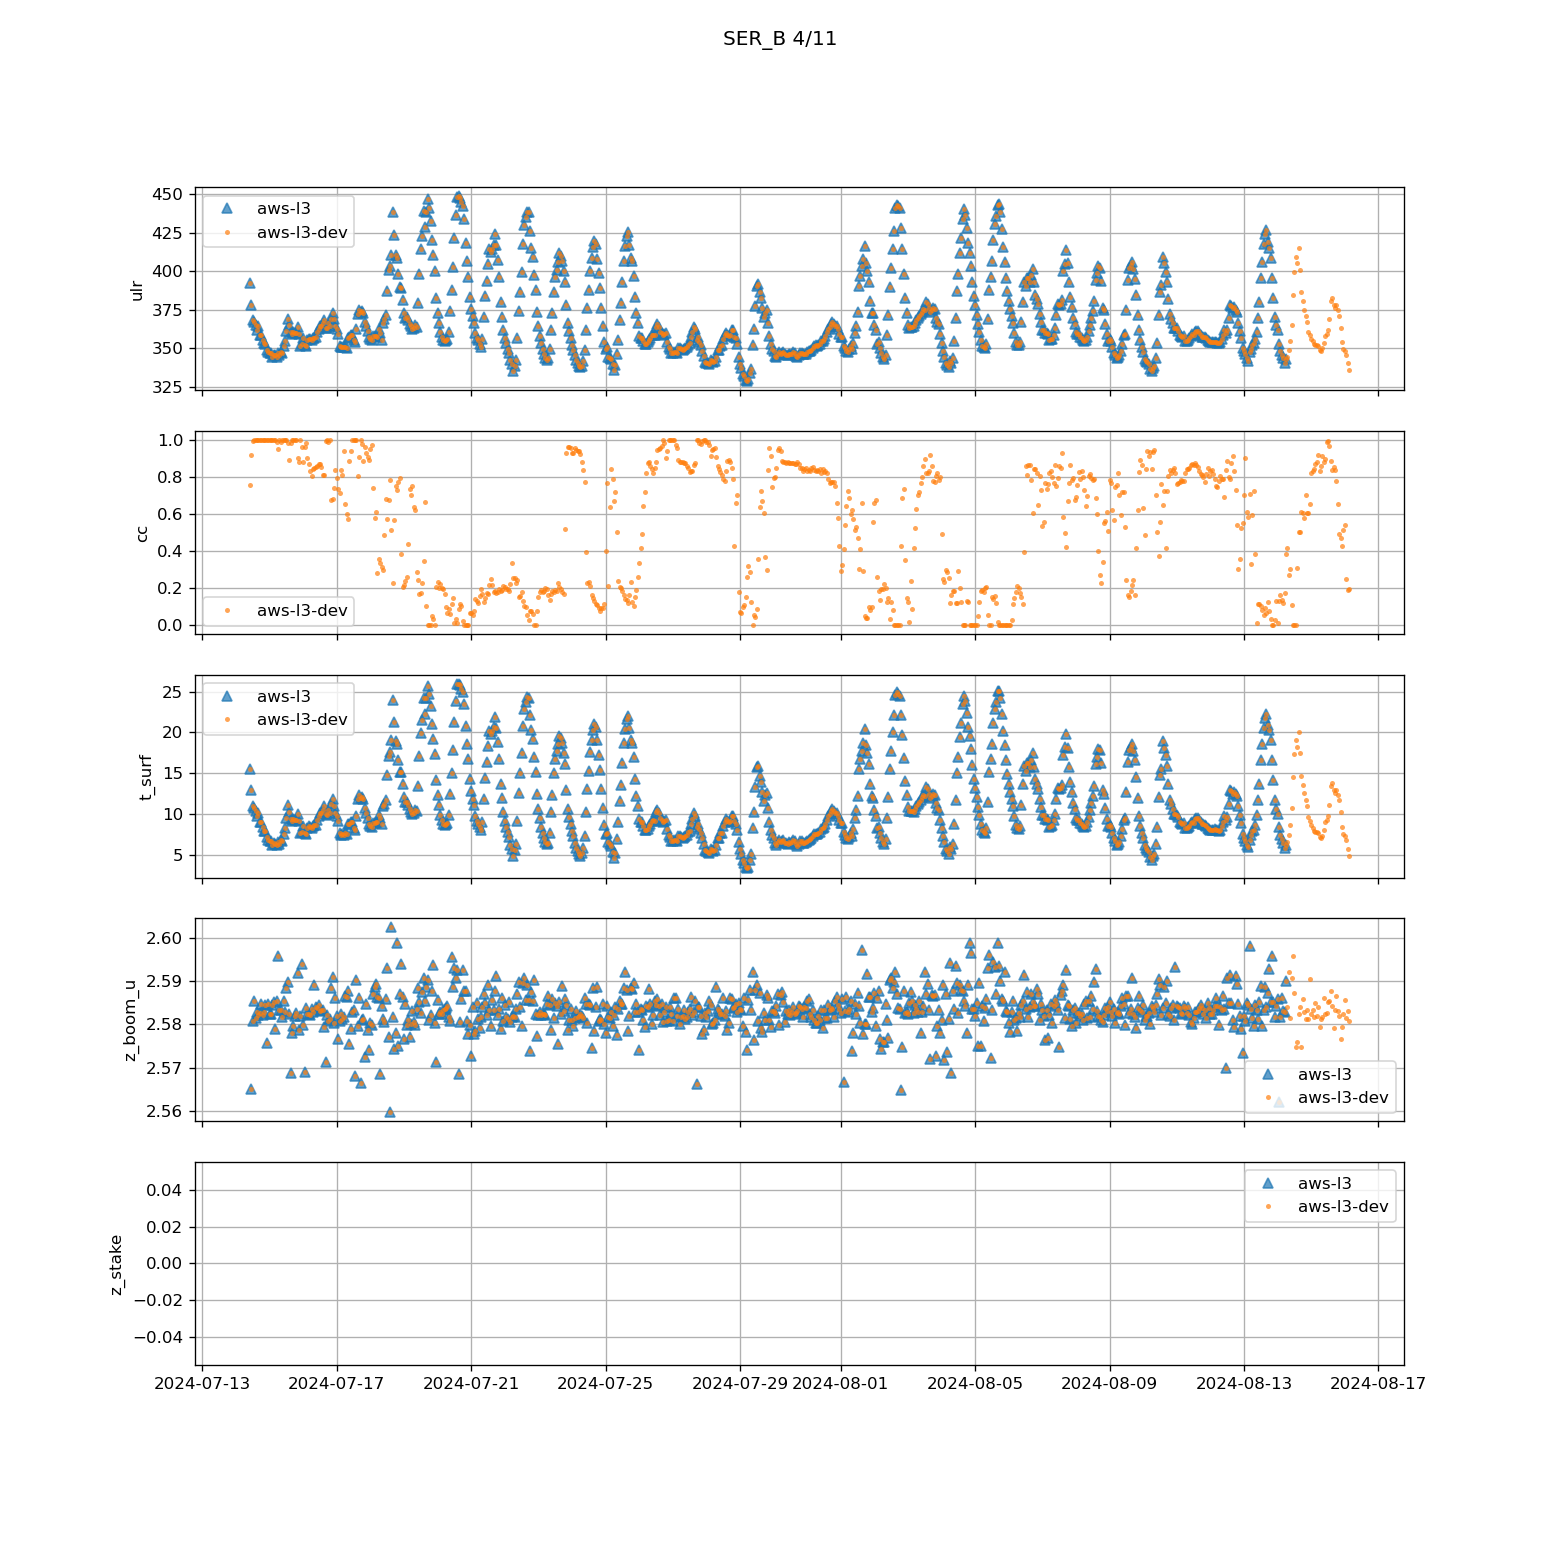 SER_B 4/11
450
425
400
375
350
325
ulr
aws-l3
aws-l3-dev
1.0
0.8
0.6
0.4
0.2
0.0
cc
aws-l3-dev
25
20
15
10
5
t_surf
aws-l3
aws-l3-dev
2.60
2.59
2.58
2.57
2.56
z_boom_u
aws-l3
aws-l3-dev
0.04
0.02
0.00
−0.02
−0.04
z_stake
aws-l3
aws-l3-dev
2024-07-13 2024-07-17 2024-07-21 2024-07-25 2024-07-29 2024-08-01 2024-08-05 2024-08-09 2024-08-13 2024-08-17